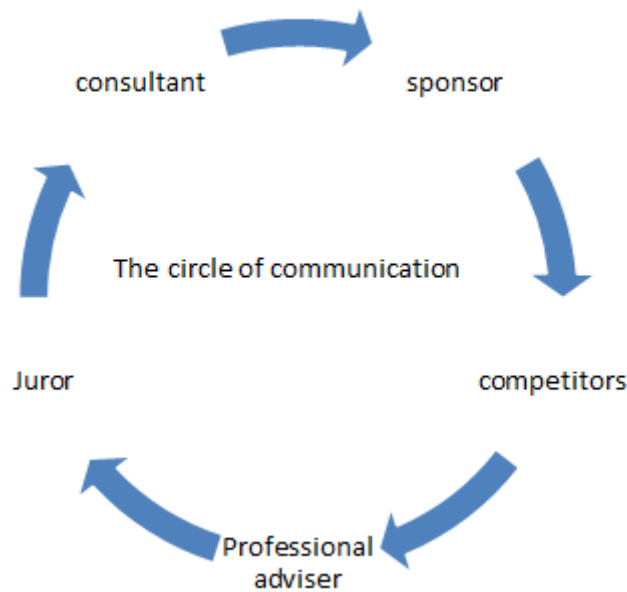 consultant
sponsor
The circle of communication
Juror
competitors
Professional
adviser